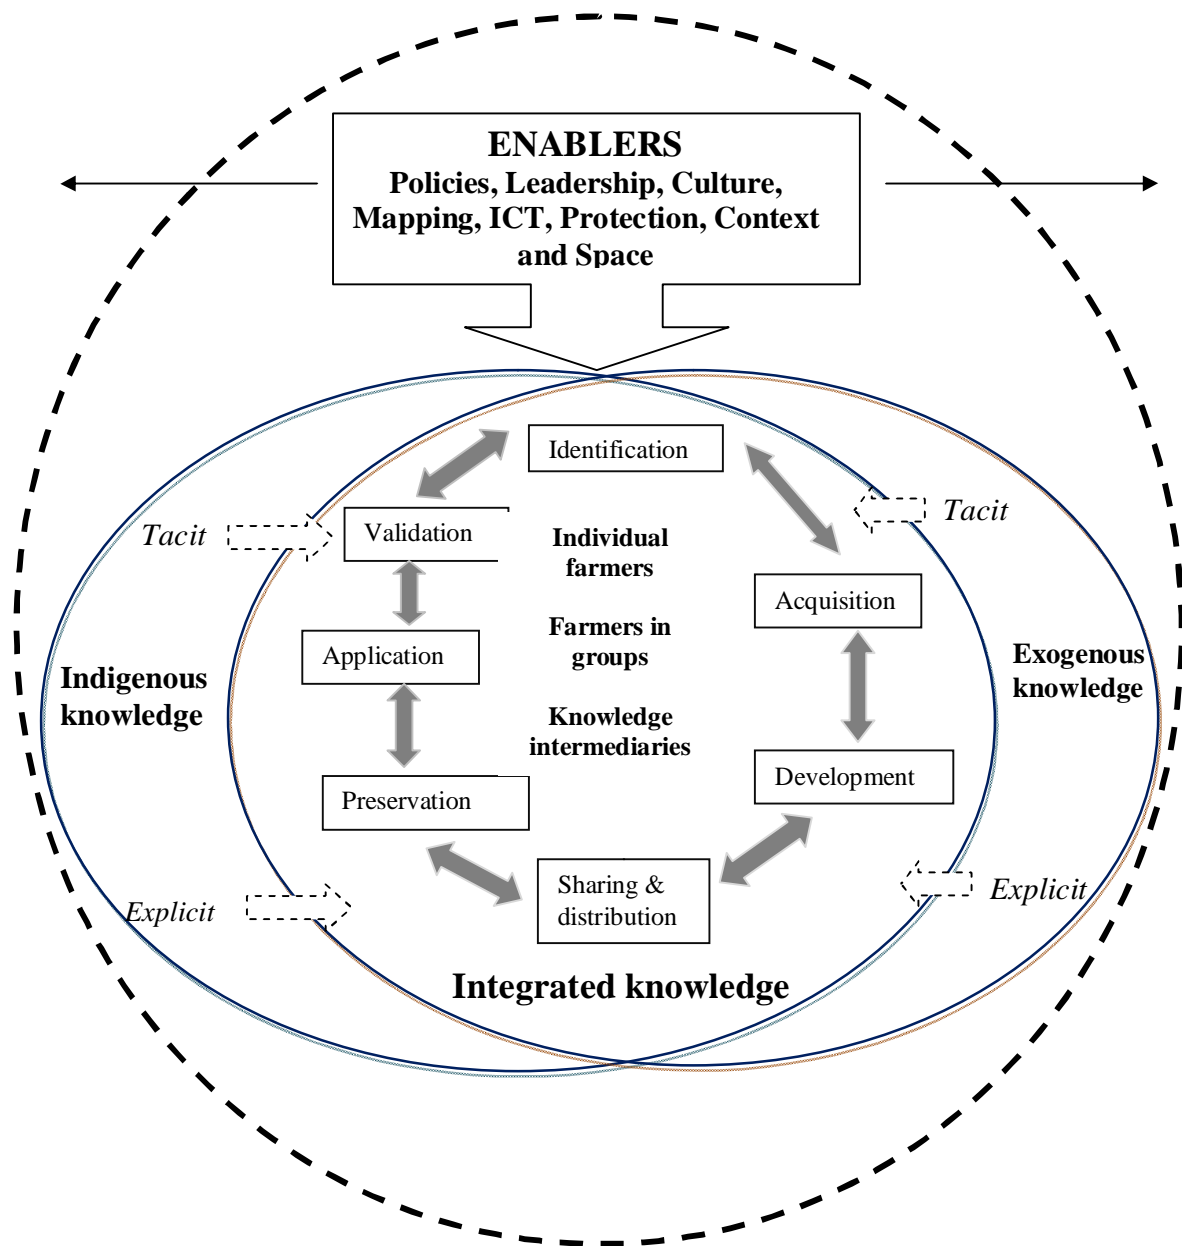 ENABLERS
Policies, Leadership, Culture,
Mapping, ICT, Protection, Context
and Space
Identification
Tacit
Validation
Individual
farmers
Tacit
Acquisition
Application
Farmers in
groups
Indigenous
knowledge
Exogenous
knowledge
Knowledge
intermediaries
Preservation
Development
Explicit
Sharing &
distribution
Explicit
Integrated knowledge